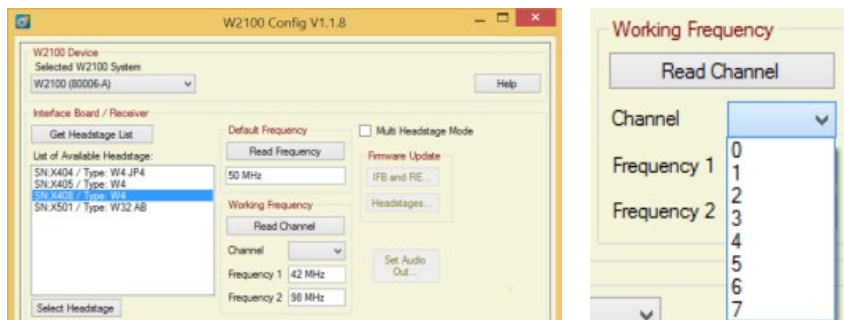 W2100 Config V1.1.8
W2100 Device
Selected W2100 System
W2100 (80006-A)
Help
Interface Board / Receiver
Get Headstage List
List of Available Headstage:
SN:X404 / Type: W4 JP4
SN:X405 / Type: W4
SN:X408 / Type: W4
SN:X501 / Type: W32 AB
Select Headstage
Default Frequency
Read Frequency
50 MHz
Working Frequency
Read Channel
Channel
Frequency 1 42 MHz
Frequency 2 98 MHz
Multi Headstage Mode
Firmware Update
IFB and RE...
Headstages...
Set Audio
Out...
Working Frequency
Read Channel
Channel
Frequency 1
Frequency 2
0
1
2
3
4
5
6
7